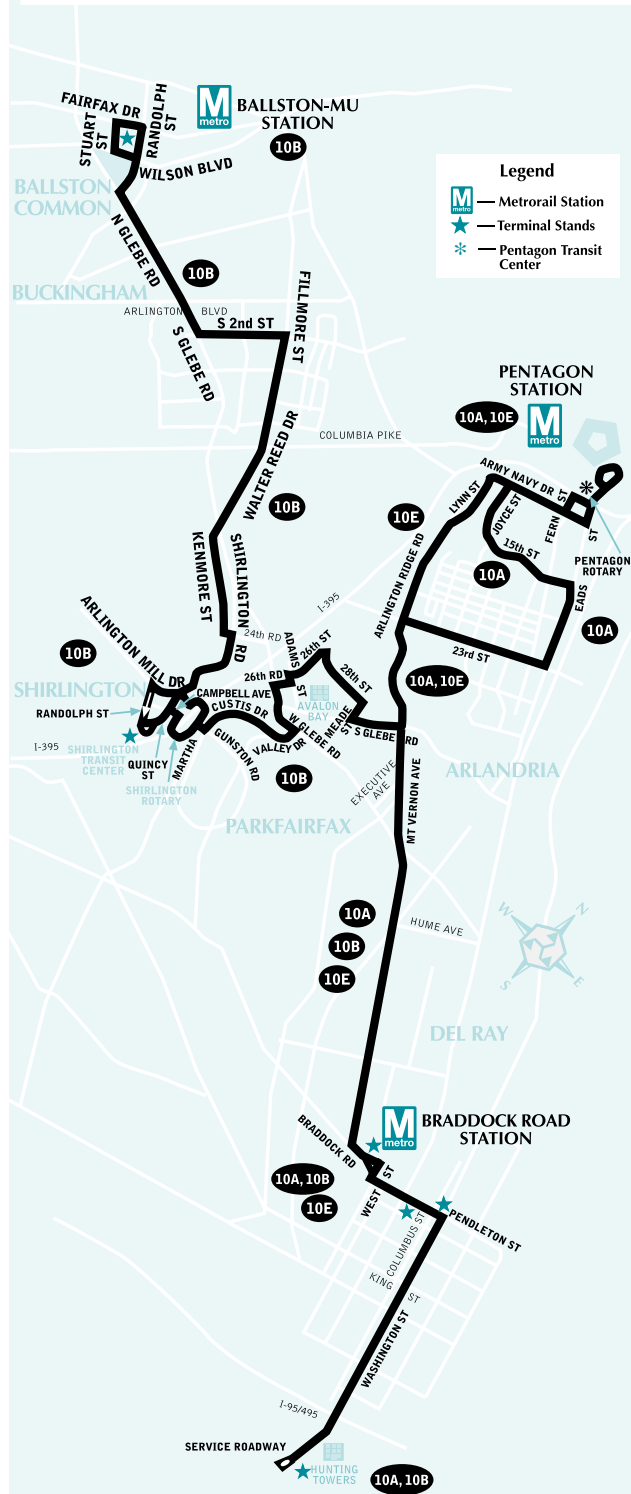 FAIRFAX DR
RANDOLPH
ST
STUART
ST
M
metro
BALLSTON-MU
STATION
10B
WILSON BLVD
BALLSTON
COMMON
Legend
M
metro
Metrorail Station
Terminal Stands
Pentagon Transit
Center
N GLEBE RD
10B
BUCKINGHAM
ARLINGTON BLVD
S 2nd ST
FILLMORE ST
S GLEBE RD
PENTAGON
STATION
10A, 10E
M
metro
COLUMBIA PIKE
WALTER REED DR
10B
ARMY NAVY DR
LYNN ST
JOYCE ST
FERN
ST
ST
EADS
10E
15th ST
PENTAGON
ROTARY
10A
10A
ARLINGTON RIDGE RD
KENMORE ST
SHIRLINGTON
RD
I-395
24th RD
23rd ST
ARLINGTON MILL DR
10B
ADAMS
ST
26th ST
26th RD
28th ST
10A, 10E
SHIRLINGTON
CAMPBELL AVE
CUSTIS DR
AVALON
BAY
RANDOLPH ST
MEADE
ST
S GLEBE RD
W GLEBE RD
I-395
SHIRLINGTON
TRANSIT
CENTER
QUINCY
ST
MARTHA
GUNSTON RD
VALLEY DR
SHIRLINGTON
ROTARY
10B
EXECUTIVE
AVE
ARLANDRIA
MT VERNON AVE
PARKFAIRFAX
10A
10B
10E
HUME AVE
N
W
E
S
DEL RAY
BRADDOCK RD
M
metro
BRADDOCK ROAD
STATION
10A, 10B
10E
WEST
ST
COLUMBUS ST
PENDLETON ST
KING ST
WASHINGTON ST
I-95/495
SERVICE ROADWAY
HUNTING
TOWERS
10A, 10B